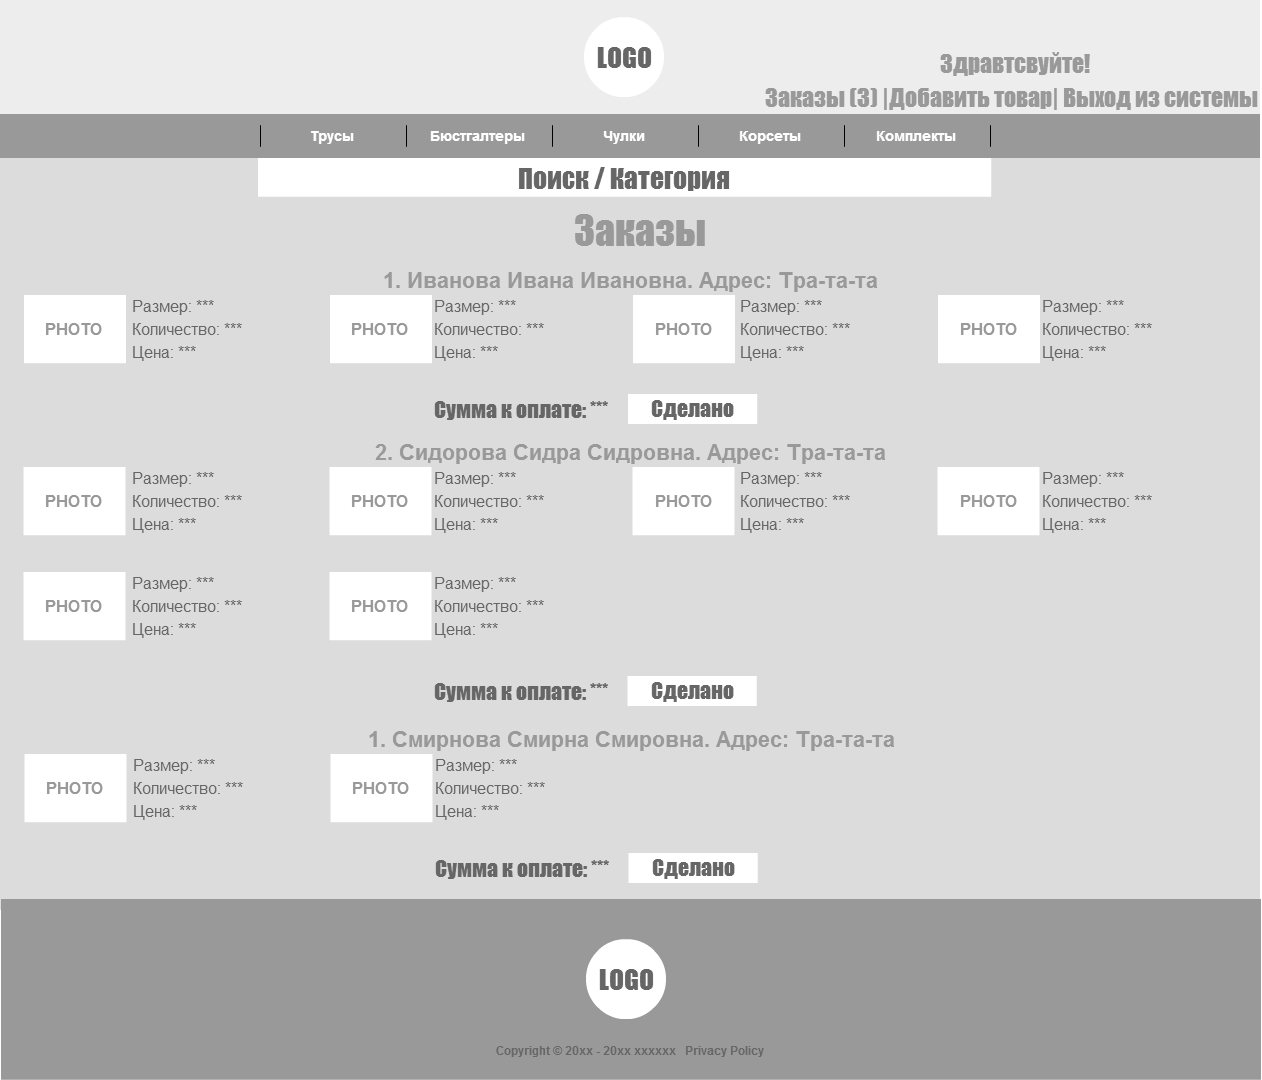 LOGO
Здравтсвуйте!
Заказы (3) |Добавить товар| Выход из системы
Трусы Бюстгалтеры Чулки Корсеты Комплекты
Поиск / Категория
Заказы
1. Иванова Ивана Ивановна. Адрес: Тра-та-та
PHOTO Размер: *** Количество: *** Цена: ***
PHOTO Размер: *** Количество: *** Цена: ***
PHOTO Размер: *** Количество: *** Цена: ***
PHOTO Размер: *** Количество: *** Цена: ***
Сумма к оплате: *** Сделано
2. Сидорова Сидра Сидровна. Адрес: Тра-та-та
PHOTO Размер: *** Количество: *** Цена: ***
PHOTO Размер: *** Количество: *** Цена: ***
PHOTO Размер: *** Количество: *** Цена: ***
PHOTO Размер: *** Количество: *** Цена: ***
PHOTO Размер: *** Количество: *** Цена: ***
PHOTO Размер: *** Количество: *** Цена: ***
Сумма к оплате: *** Сделано
1. Смирнова Смирна Смировна. Адрес: Тра-та-та
PHOTO Размер: *** Количество: *** Цена: ***
PHOTO Размер: *** Количество: *** Цена: ***
Сумма к оплате: *** Сделано
LOGO
Copyright © 20xx - 20xx xxxxxx Privacy Policy